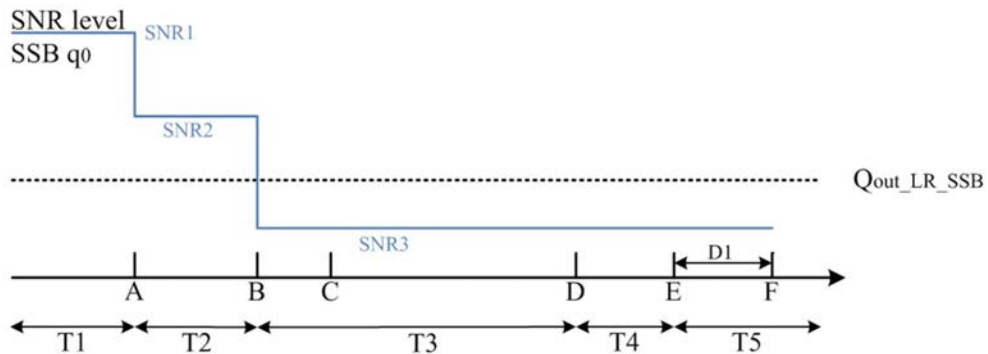 SNR level
SNR1
SSB q0
SNR2
Qout_LR_SSB
SNR3
D1
A B C D E F
T1 T2 T3 T4 T5